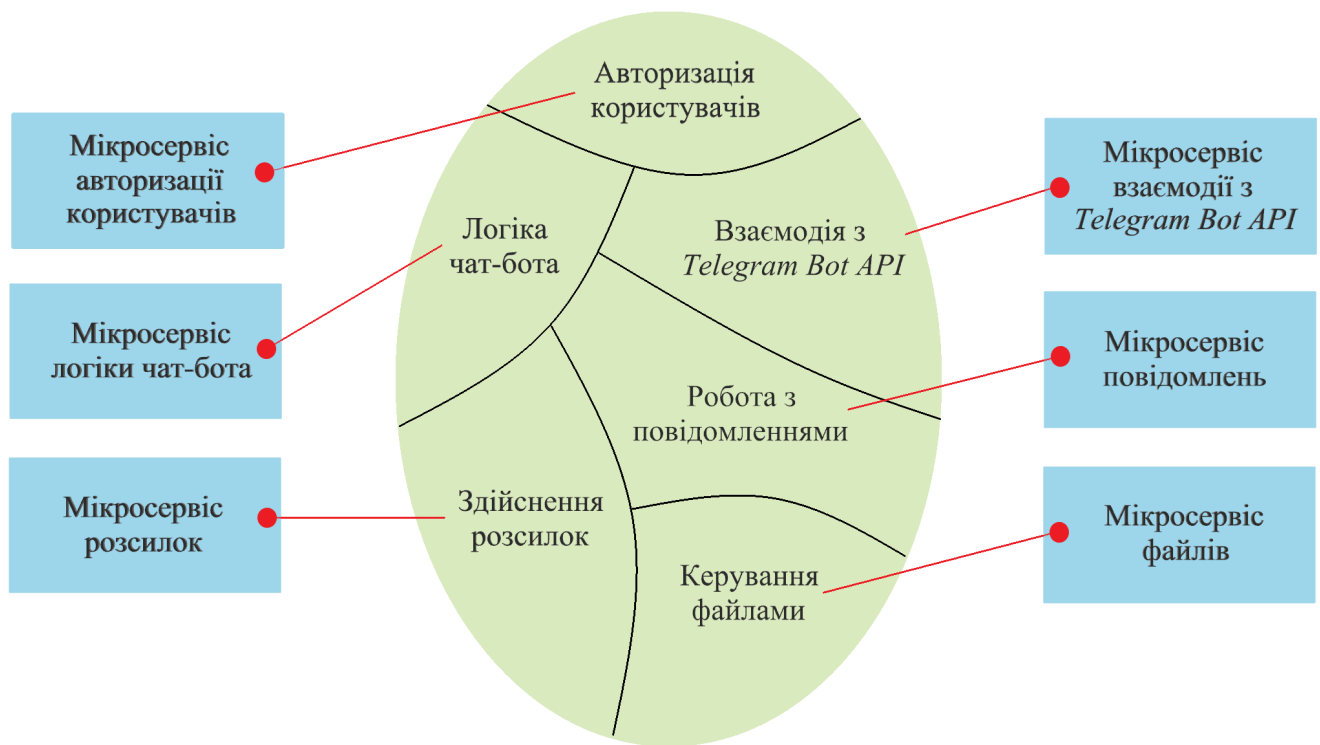 Авторизація
користувачів
Мікросервіс
авторизації
користувачів
Мікросервіс
взаємодії з
Telegram Bot API
Логіка
чат-бота
Взаємодія з
Telegram Bot API
Мікросервіс
логіки чат-бота
Мікросервіс
повідомлень
Робота з
повідомленнями
Мікросервіс
розсилок
Здійснення
розсилок
Мікросервіс
файлів
Керування
файлами